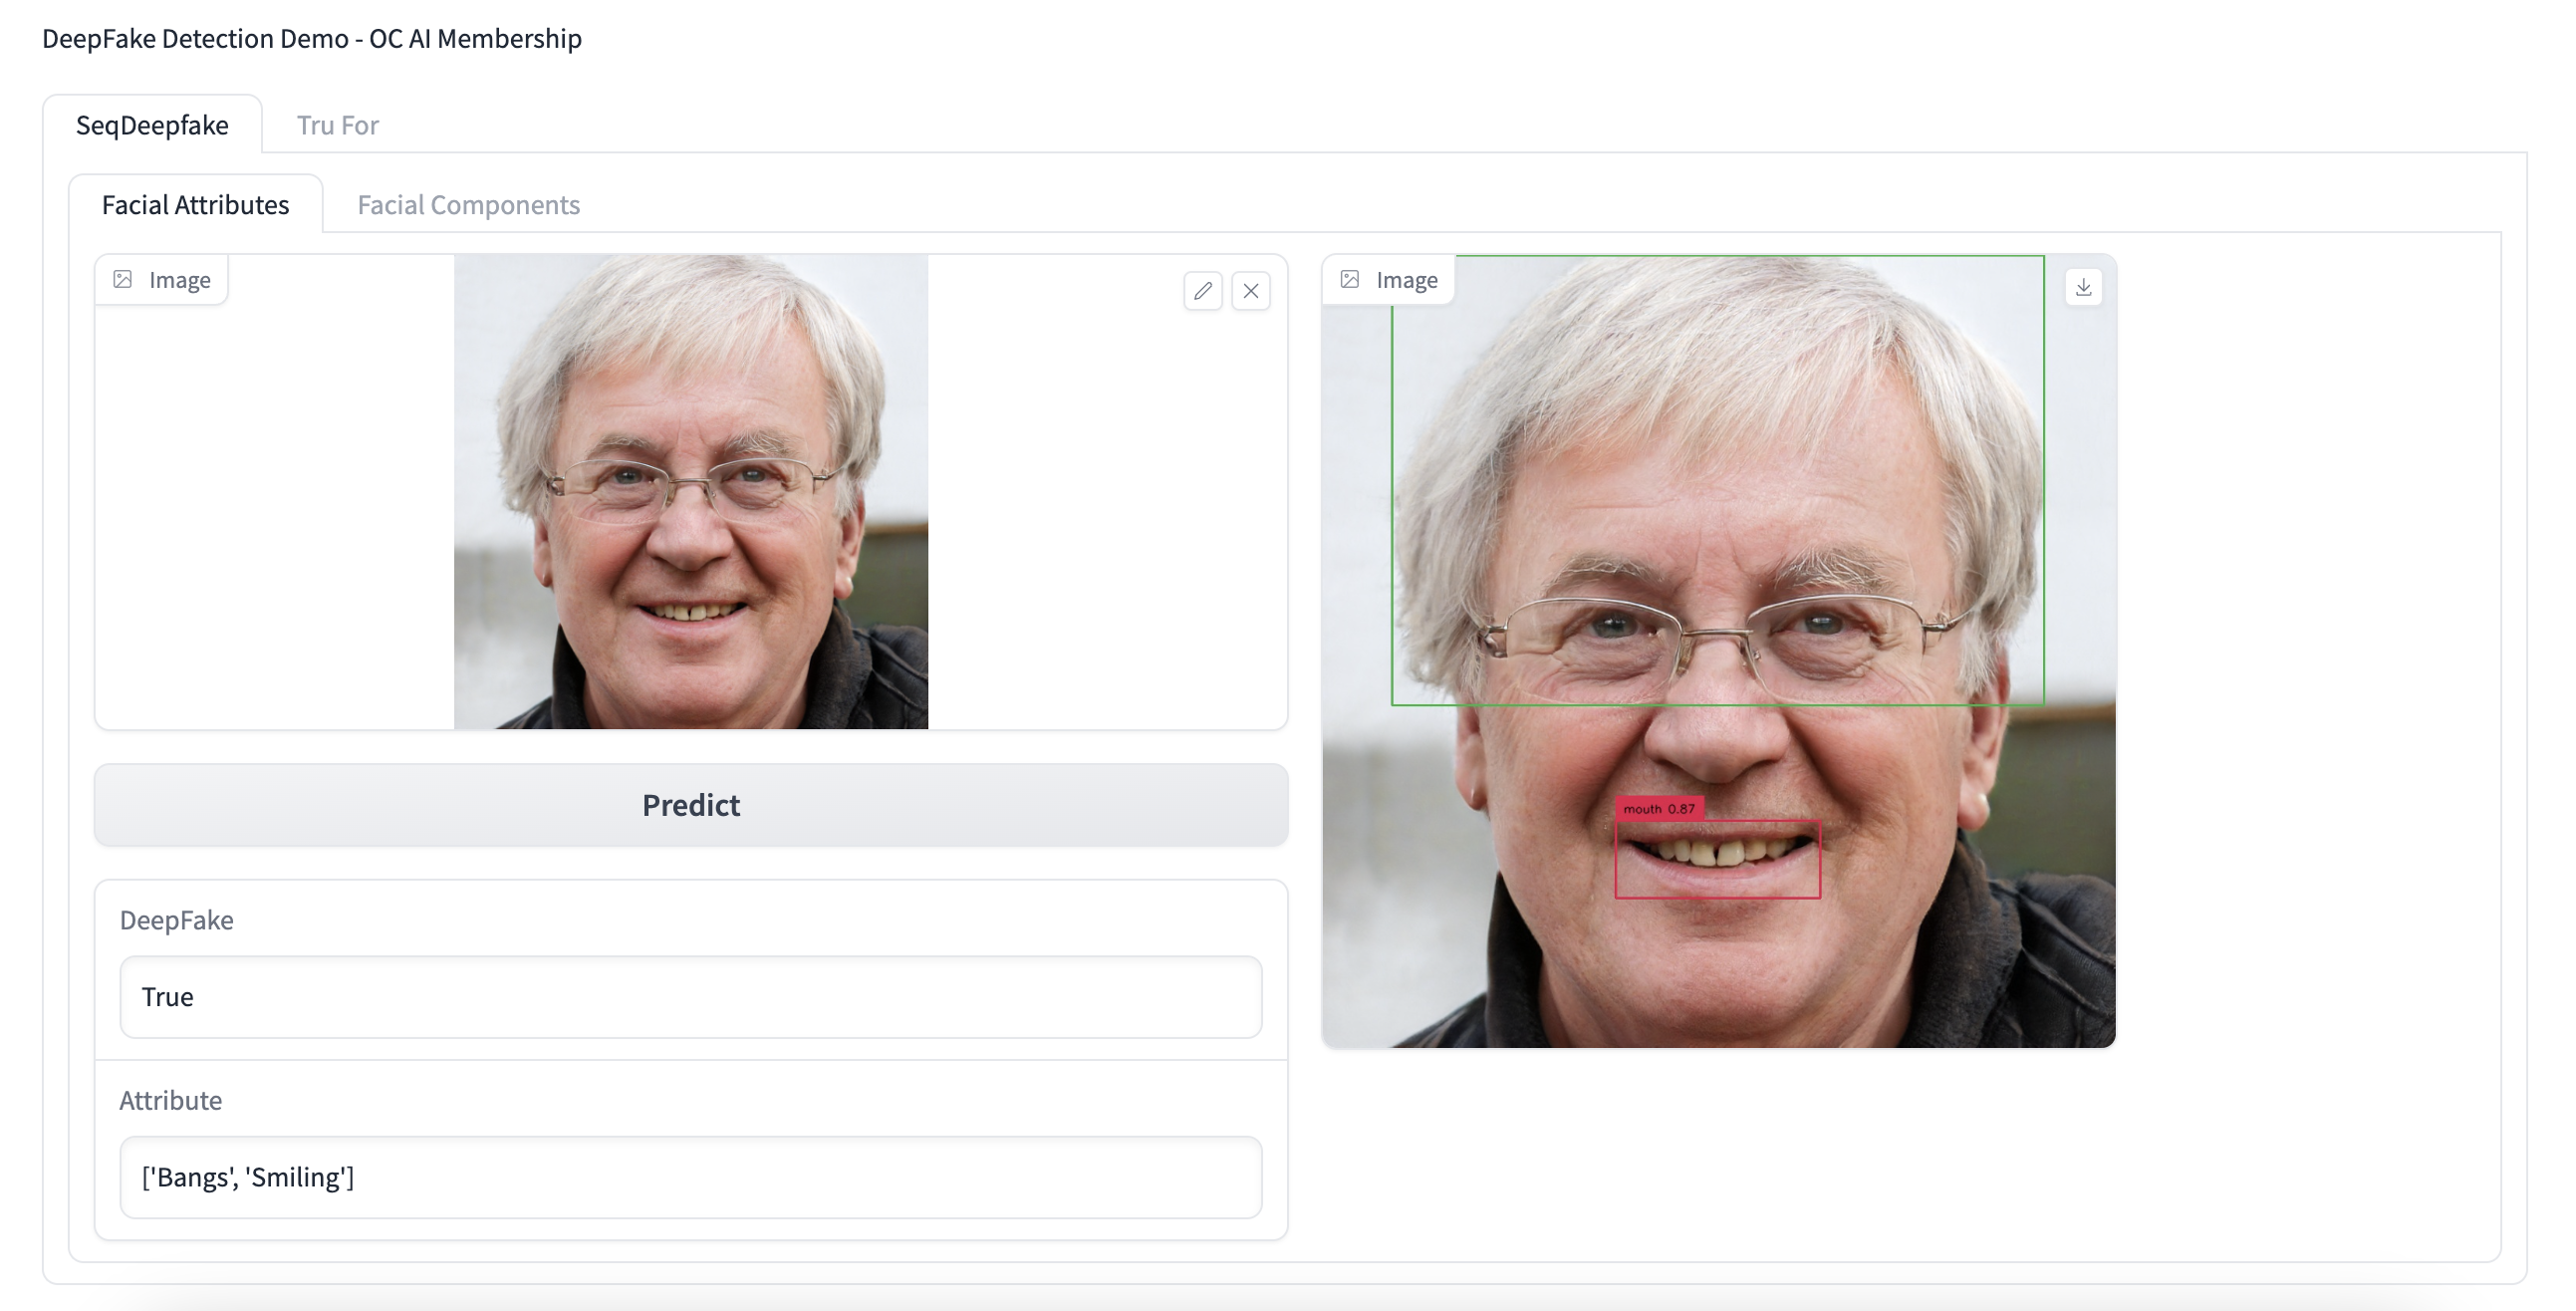 DeepFake Detection Demo - OC AI Membership
SeqDeepfake Tru For
Facial Attributes Facial Components
Image
Image
mouth 0.87
Predict
DeepFake
True
Attribute
['Bangs', 'Smiling']